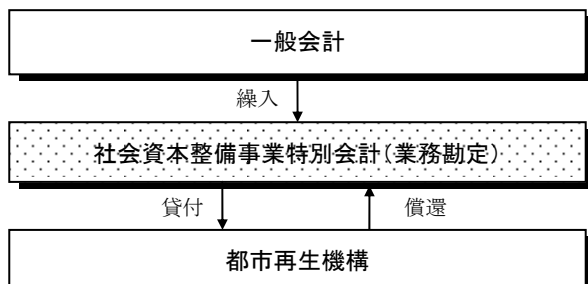 一般会計
繰入
社会資本整備事業特別会計(業務勘定)
貸付
償還
都市再生機構